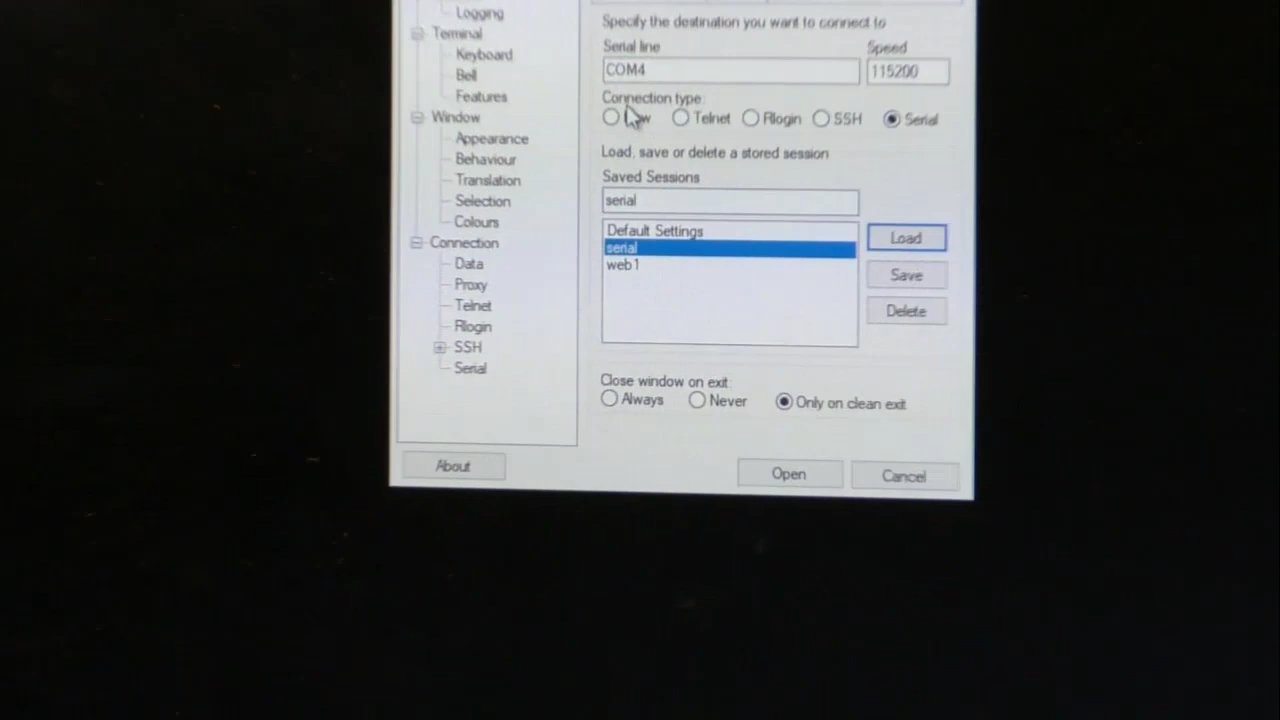 Logging
Terminal
Keyboard
Bell
Features
Window
Appearance
Behaviour
Translation
Selection
Colours
Connection
Data
Proxy
Telnet
Rlogin
SSH
Serial
About
Specify the destination you want to connect to
Serial line Speed
COM4 115200
Connection type:
Telnet Rlogin SSH Serial
Load, save or delete a stored session
Saved Sessions
serial
Default Settings
serial
web1
Load
Save
Delete
Close window on exit:
Always Never Only on clean exit
Open Cancel